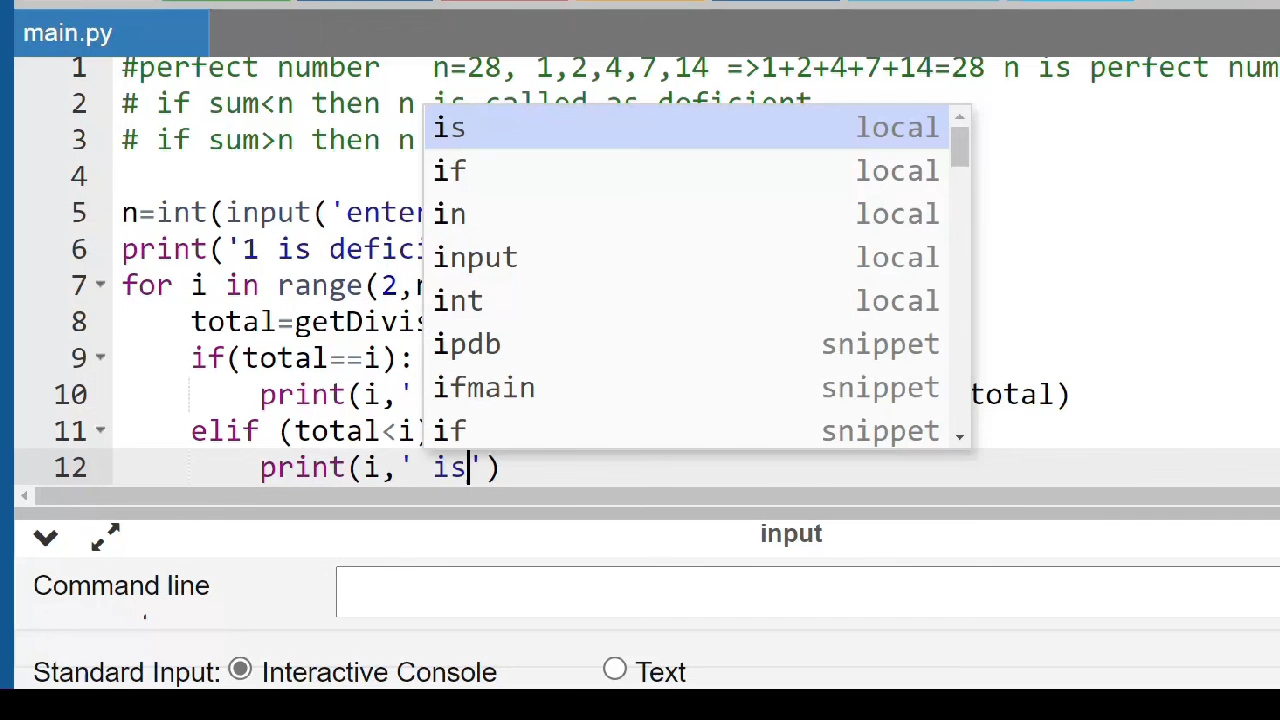 main.py
1 #perfect number   n=28, 1,2,4,7,14 =>1+2+4+7+14=28 n is perfect num
2 # if sum<n then n is called as deficient
3 # if sum>n then n
4
5 n=int(input('enter
6 print('1 is defici
7 for i in range(2,
8 total=getDivis
9 if(total==i):
10 print(i,' total)
11 elif (total<i)
12 print(i,' is')
is local
if local
in local
input local
int local
ipdb snippet
ifmain snippet
if snippet
input
Command line
Standard Input: Interactive Console Text